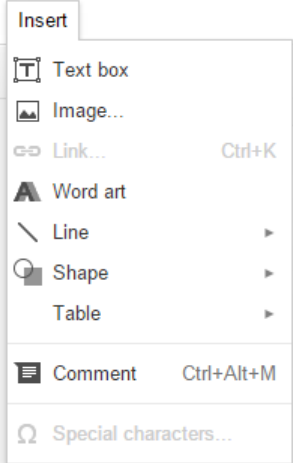 Insert
Text box
Image...
Link... Ctrl+K
Word art
Line
Shape
Table
Comment Ctrl+Alt+M
Special characters...